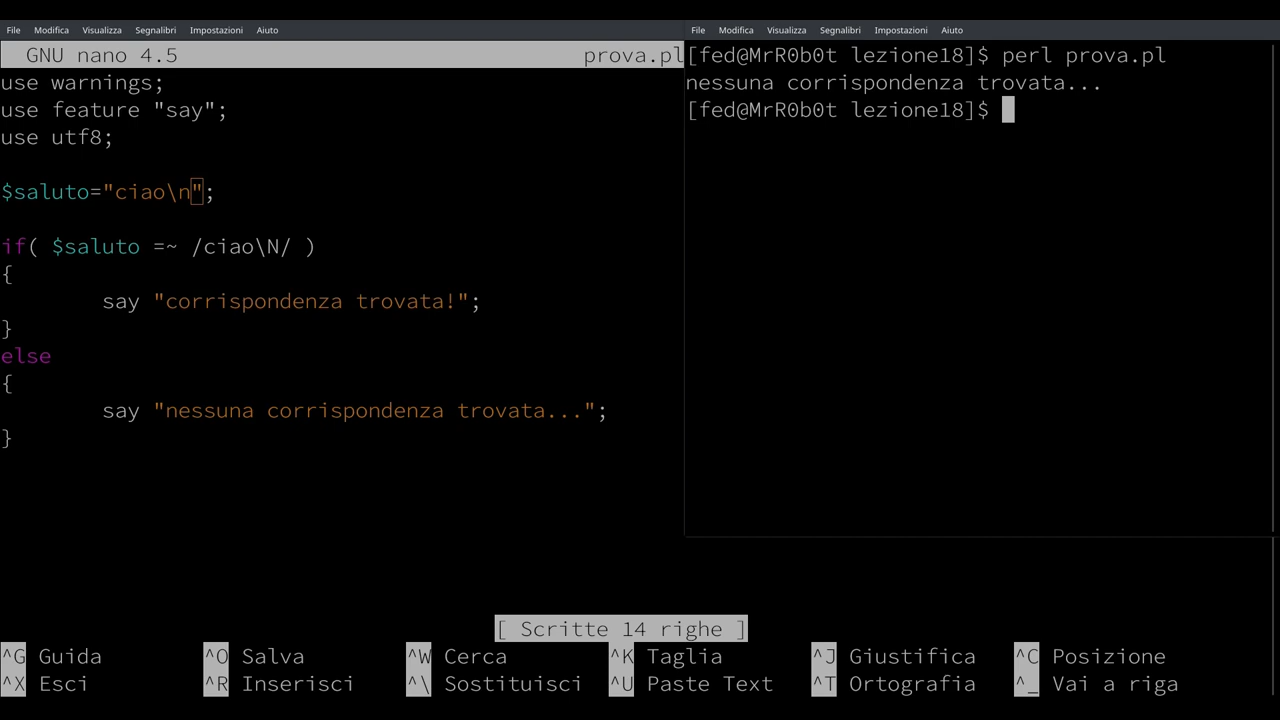 File Modifica Visualizza Segnalibri Impostazioni Aiuto
GNU nano 4.5 prova.pl
use warnings;
use feature "say";
use utf8;
$saluto="ciao\n";
if( $saluto =~ /ciao\N/ )
{
say "corrispondenza trovata!";
}
else
{
say "nessuna corrispondenza trovata...";
}
[ Scritte 14 righe ]
^G Guida ^O Salva ^W Cerca ^K Taglia ^J Giustifica ^C Posizione
^X Esci ^R Inserisci ^\ Sostituisci ^U Paste Text ^T Ortografia ^_ Vai a riga
File Modifica Visualizza Segnalibri Impostazioni Aiuto
[fed@MrR0b0t lezione18]$ perl prova.pl
nessuna corrispondenza trovata...
[fed@MrR0b0t lezione18]$